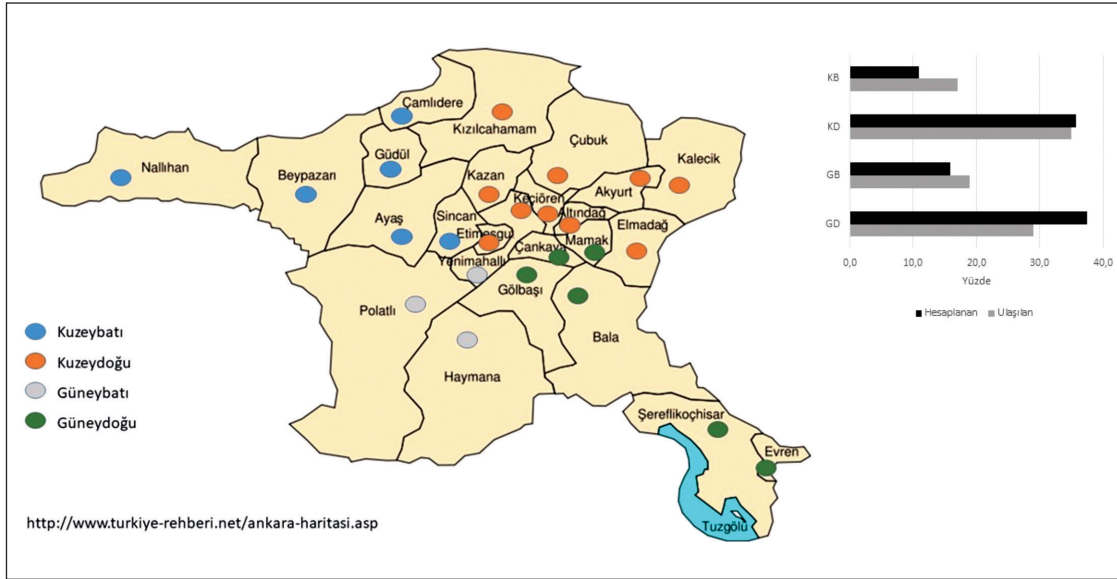 Çamlıdere
Kızılcahamam
Nallıhan
Beypazarı
Güdül
Kazan
Çubuk
Kalecik
Akyurt
Keçiören
Altındağ
Ayaş
Sincan
Etimesgu
Elmadağ
Mamak
Çankaya
Yenimahallı
Gölbaşı
Polatlı
Bala
Haymana
Şereflikoçhisar
Evren
Tuzgölü
Kuzeybatı
Kuzeydoğu
Güneybatı
Güneydoğu
http://www.turkiye-rehberi.net/ankara-haritasi.asp
KB
KD
GB
GD
0,0 10,0 20,0 30,0 40,0
Yüzde
Hesaplanan Ulaşılan